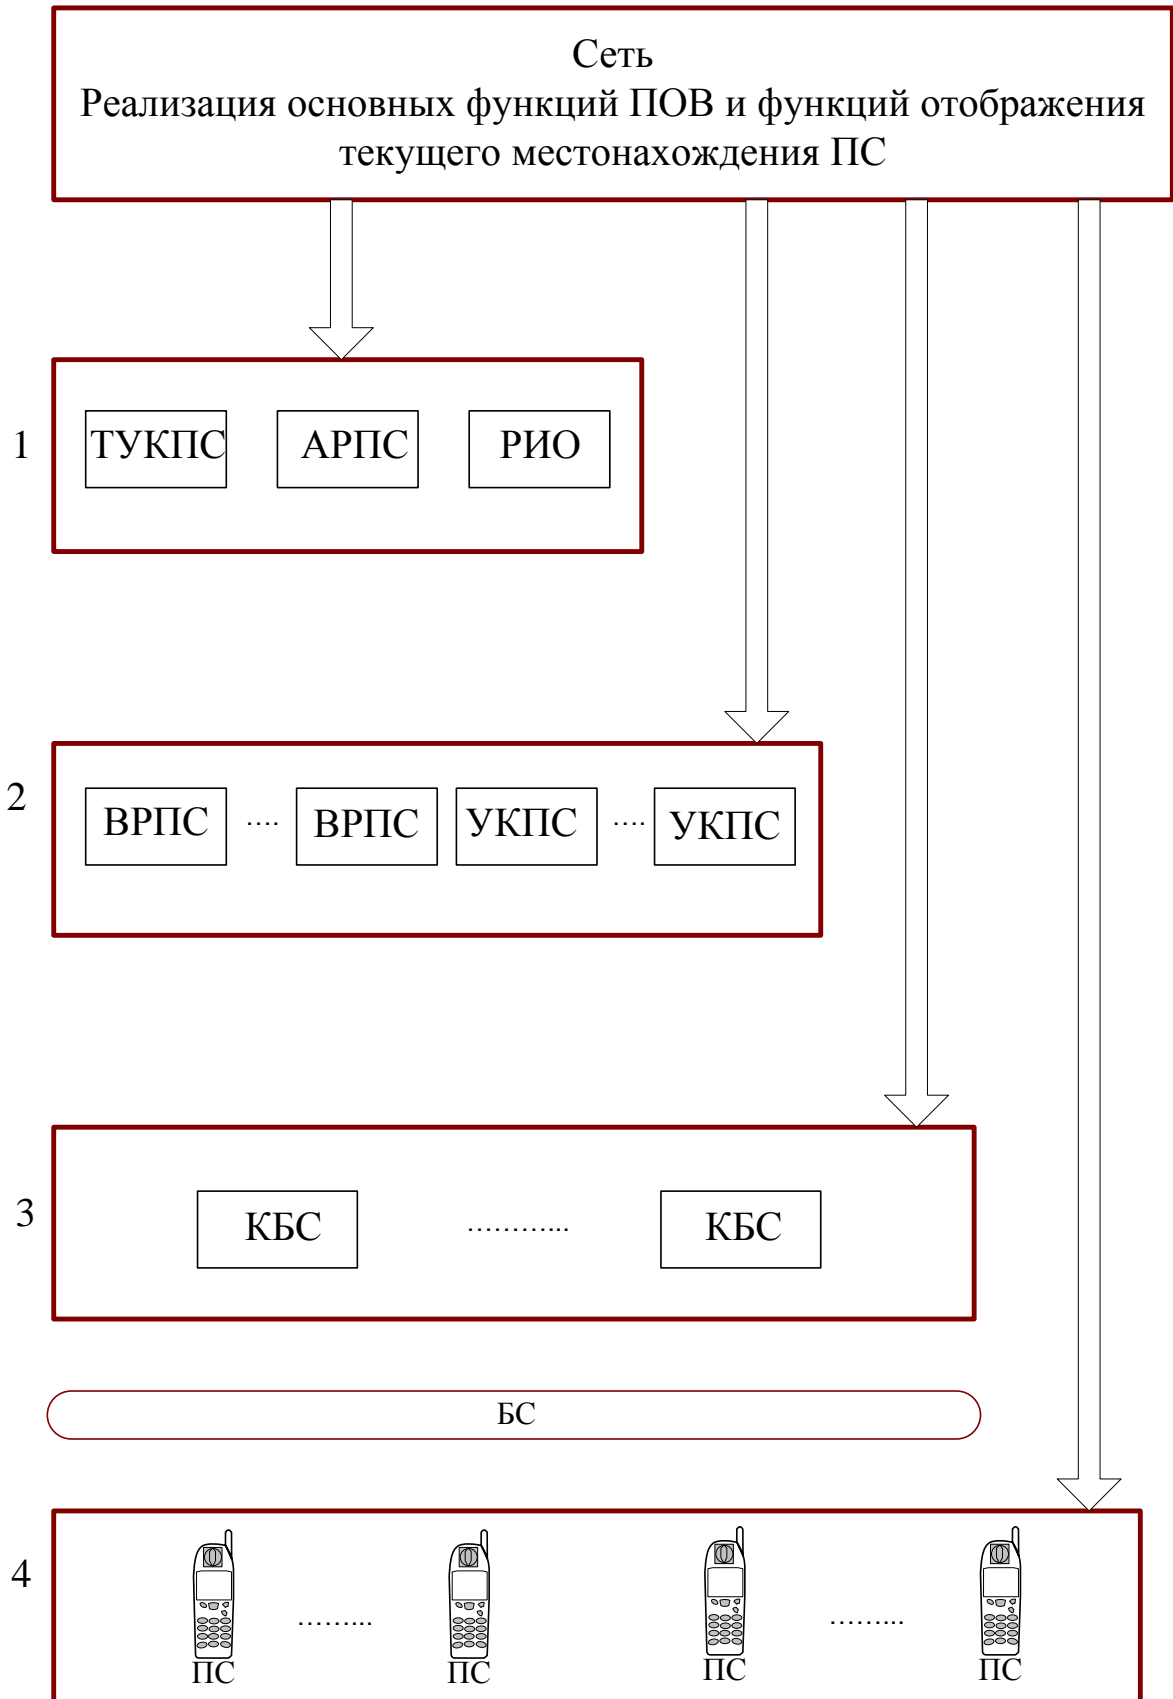 Сеть
Реализация основных функций ПОВ и функций отображения
текущего местонахождения ПС
1
ТУКПС АРПС РИО
2
ВРПС .... ВРПС УКПС .... УКПС
3
КБС ........... КБС
БС
4
......... .........
ПС ПС ПС ПС